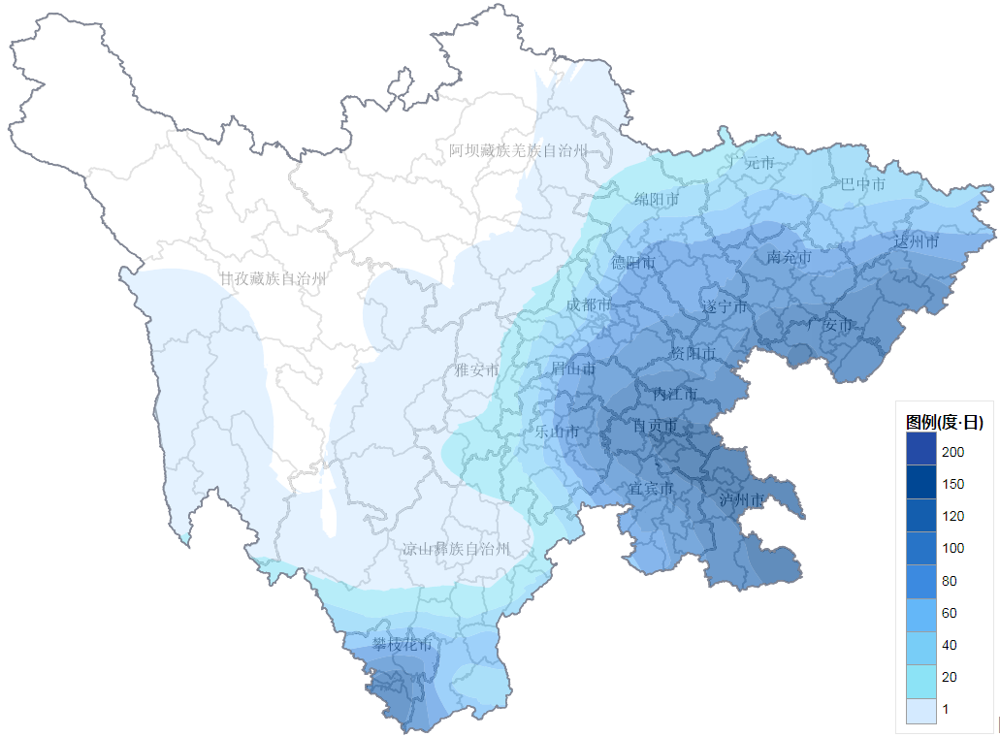 阿坝藏族羌族自治州
广元市
巴中市
绵阳市
达州市
德阳市
南充市
甘孜藏族自治州
成都市
遂宁市
广安市
资阳市
雅安市
眉山市
内江市
自贡市
乐山市
宜宾市
泸州市
凉山彝族自治州
攀枝花市
图例(度·日)
200
150
120
100
80
60
40
20
1